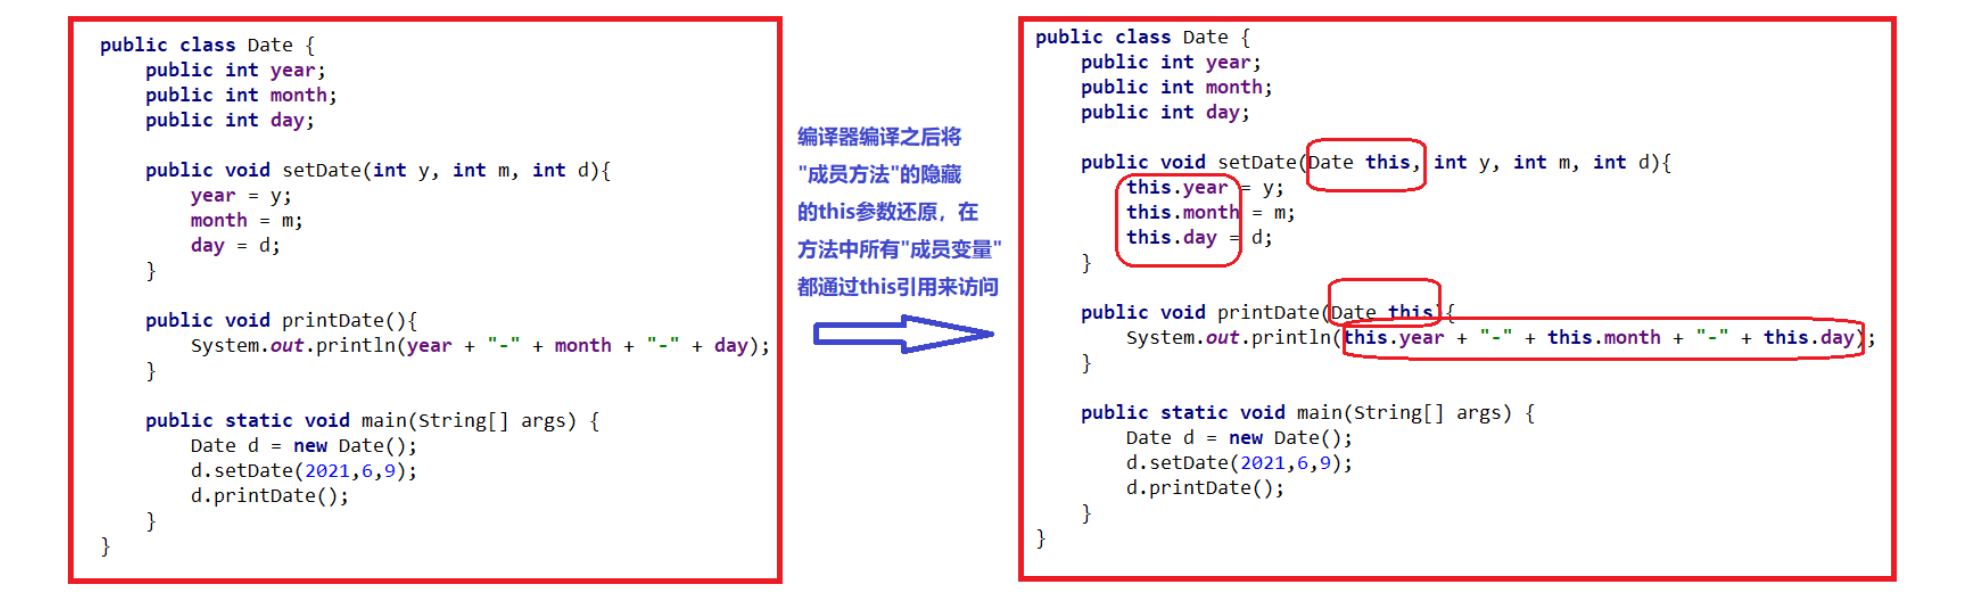 public class Date {
    public int year;
    public int month;
    public int day;
    public void setDate(int y, int m, int d){
        year = y;
        month = m;
        day = d;
    }
    public void printDate(){
        System.out.println(year + "-" + month + "-" + day);
    }
    public static void main(String[] args) {
        Date d = new Date();
        d.setDate(2021,6,9);
        d.printDate();
    }
}
编译器编译之后将
"成员方法"的隐藏
的this参数还原，在
方法中所有"成员变量"
都通过this引用来访问
public class Date {
    public int year;
    public int month;
    public int day;
    public void setDate(Date this, int y, int m, int d){
        this.year = y;
        this.month = m;
        this.day = d;
    }
    public void printDate(Date this){
        System.out.println(this.year + "-" + this.month + "-" + this.day);
    }
    public static void main(String[] args) {
        Date d = new Date();
        d.setDate(2021,6,9);
        d.printDate();
    }
}